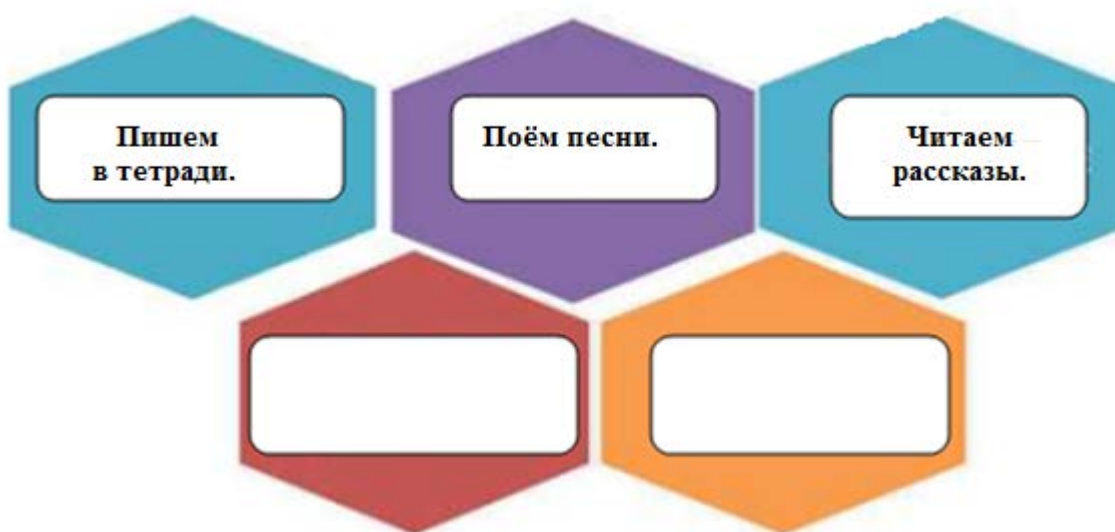 Пишем
в тетради.
Поём песни.
Читаем
рассказы.